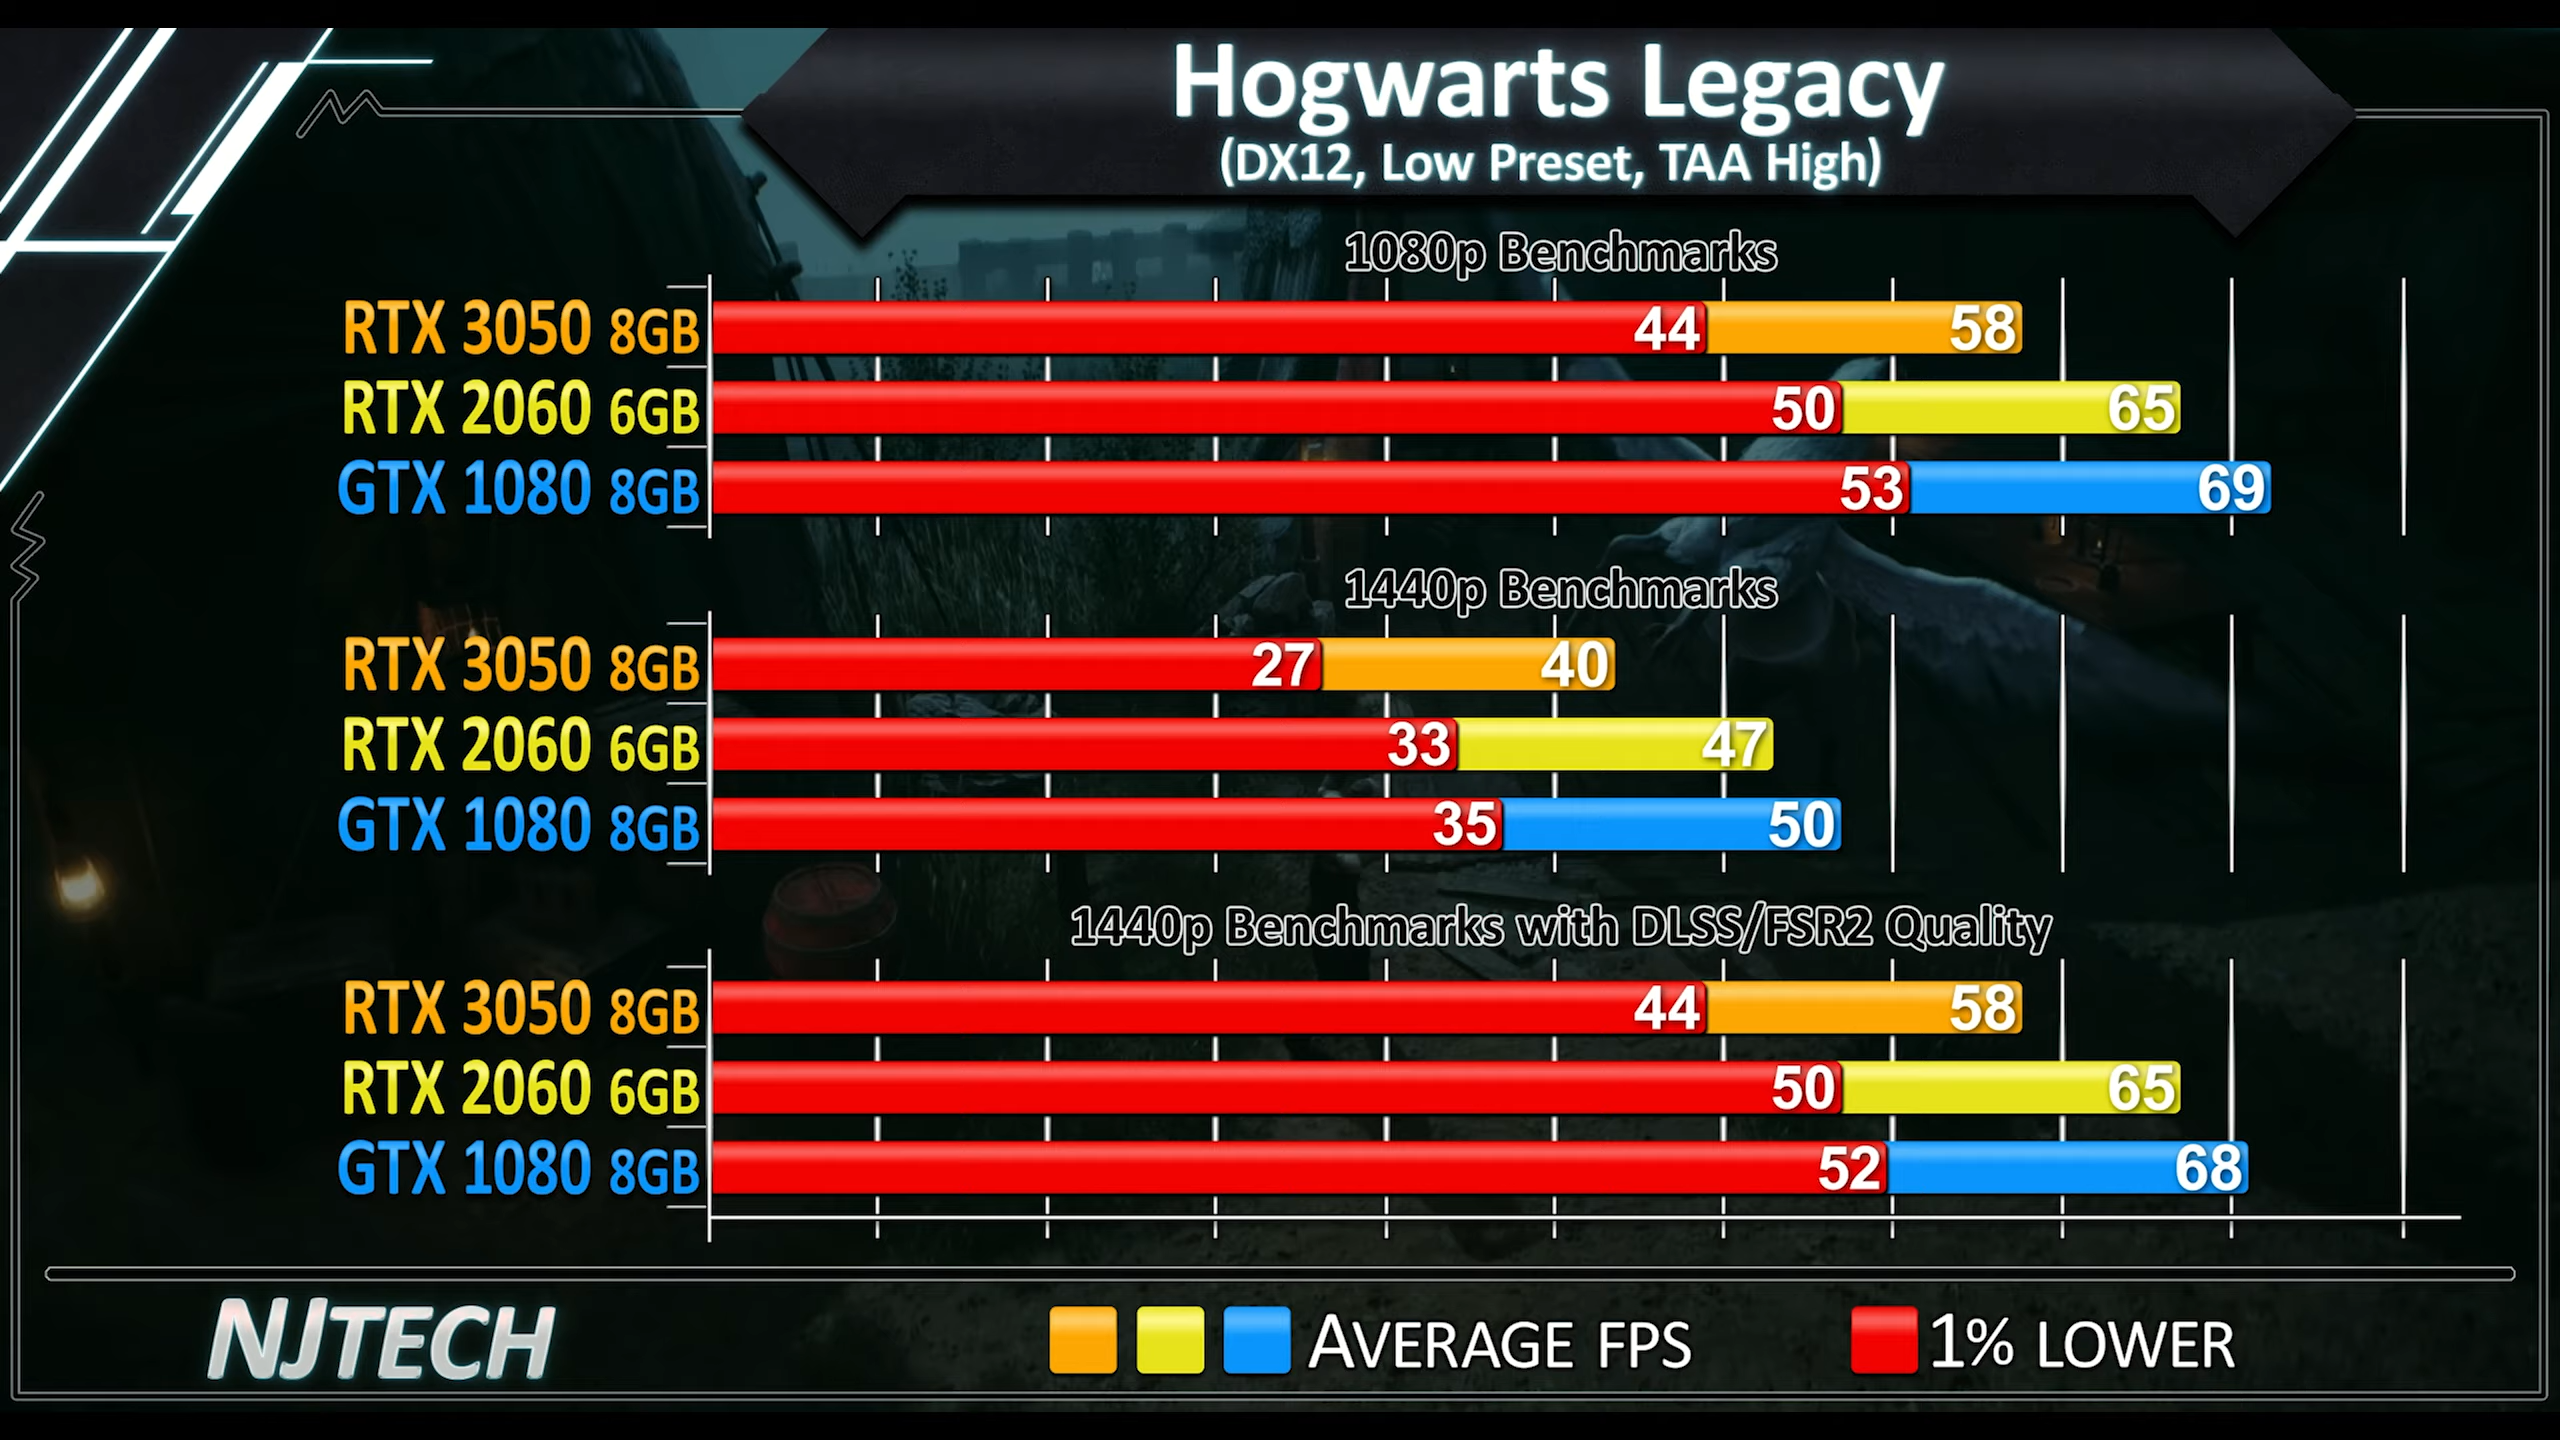 Hogwarts Legacy
(DX12, Low Preset, TAA High)
1080p Benchmarks
RTX 3050 8GB 44 58
RTX 2060 6GB 50 65
GTX 1080 8GB 53 69
1440p Benchmarks
RTX 3050 8GB 27 40
RTX 2060 6GB 33 47
GTX 1080 8GB 35 50
1440p Benchmarks with DLSS/FSR2 Quality
RTX 3050 8GB 44 58
RTX 2060 6GB 50 65
GTX 1080 8GB 52 68
NJTECH AVERAGE FPS 1% LOWER